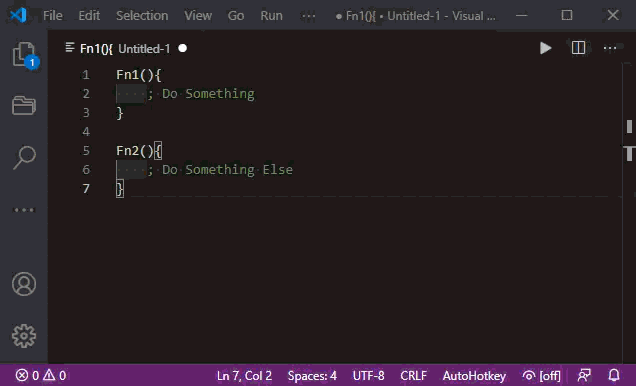 File Edit Selection View Go Run ··· ● Fn1(){ • Untitled-1 - Visual ...
Fn1(){ Untitled-1 ●
1 Fn1(){
2 ····;·Do·Something
3 }
4
5 Fn2(){
6 ····;·Do·Something·Else
7 }
1
0 0 Ln 7, Col 2 Spaces: 4 UTF-8 CRLF AutoHotkey [off]